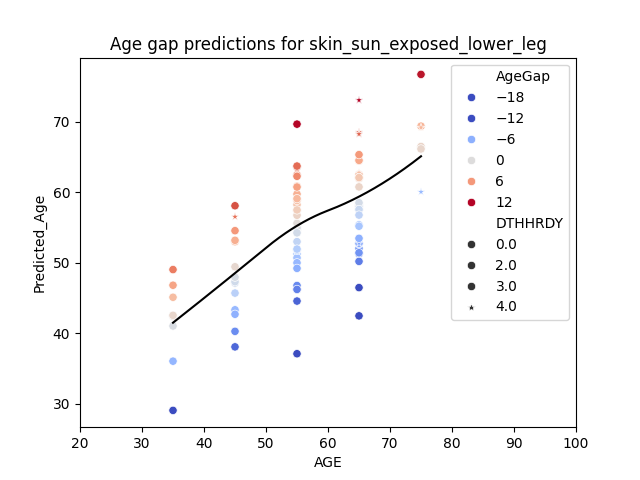 Age gap predictions for skin_sun_exposed_lower_leg
Predicted_Age
70
60
50
40
30
20 30 40 50 60 70 80 90 100
AGE
AgeGap
−18
−12
−6
0
6
12
DTHHRDY
0.0
2.0
3.0
4.0